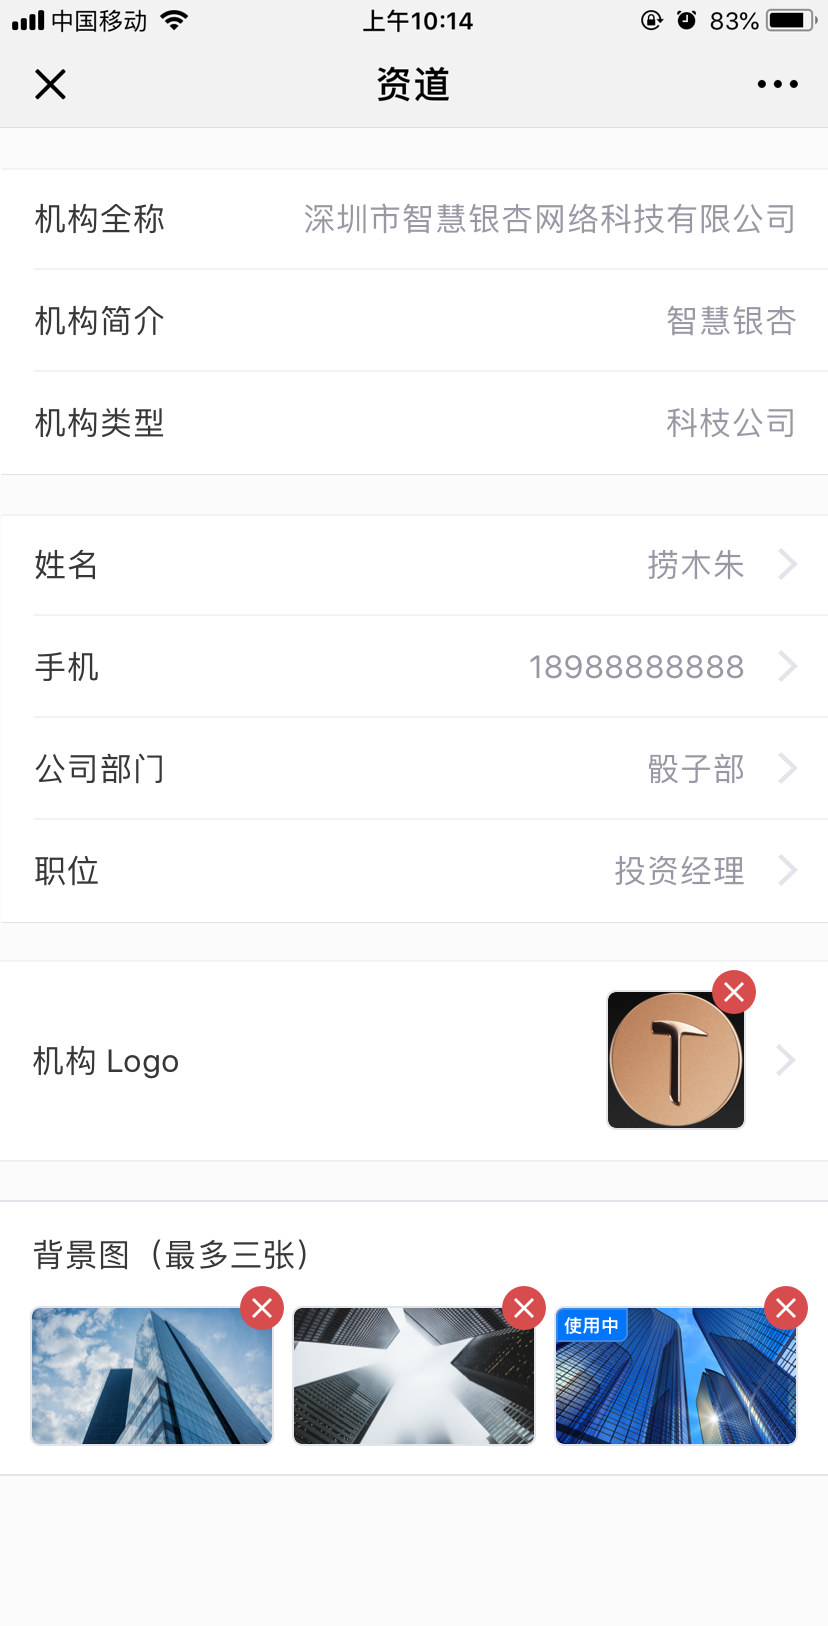 中国移动 上午10:14 83%
资道
机构全称 深圳市智慧银杏网络科技有限公司
机构简介 智慧银杏
机构类型 科枝公司
姓名 捞木朱
手机 18988888888
公司部门 骰子部
职位 投资经理
机构 Logo
背景图（最多三张）
使用中